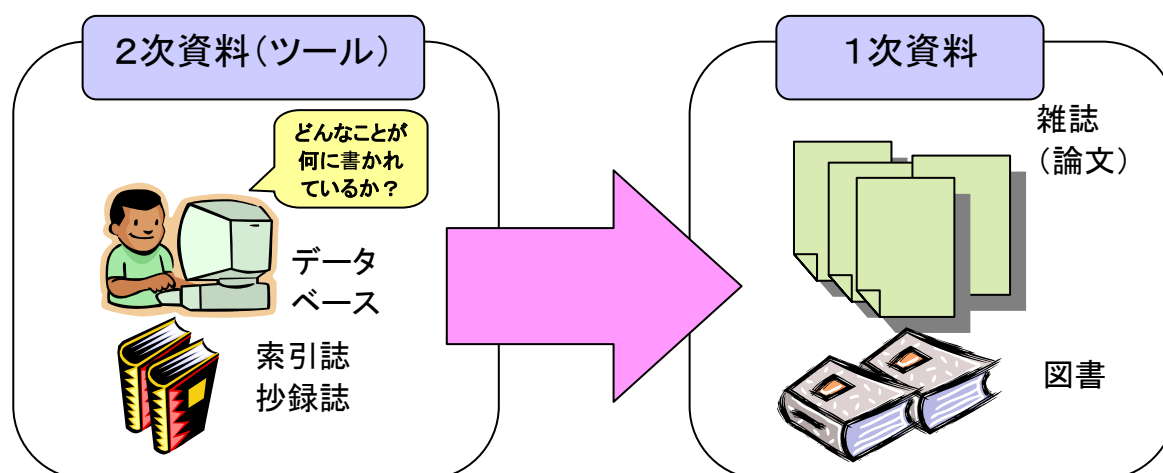 2次資料(ツール)
どんなことが
何に書かれ
ているか？
データ
ベース
索引誌
抄録誌
1次資料
雑誌
(論文)
図書